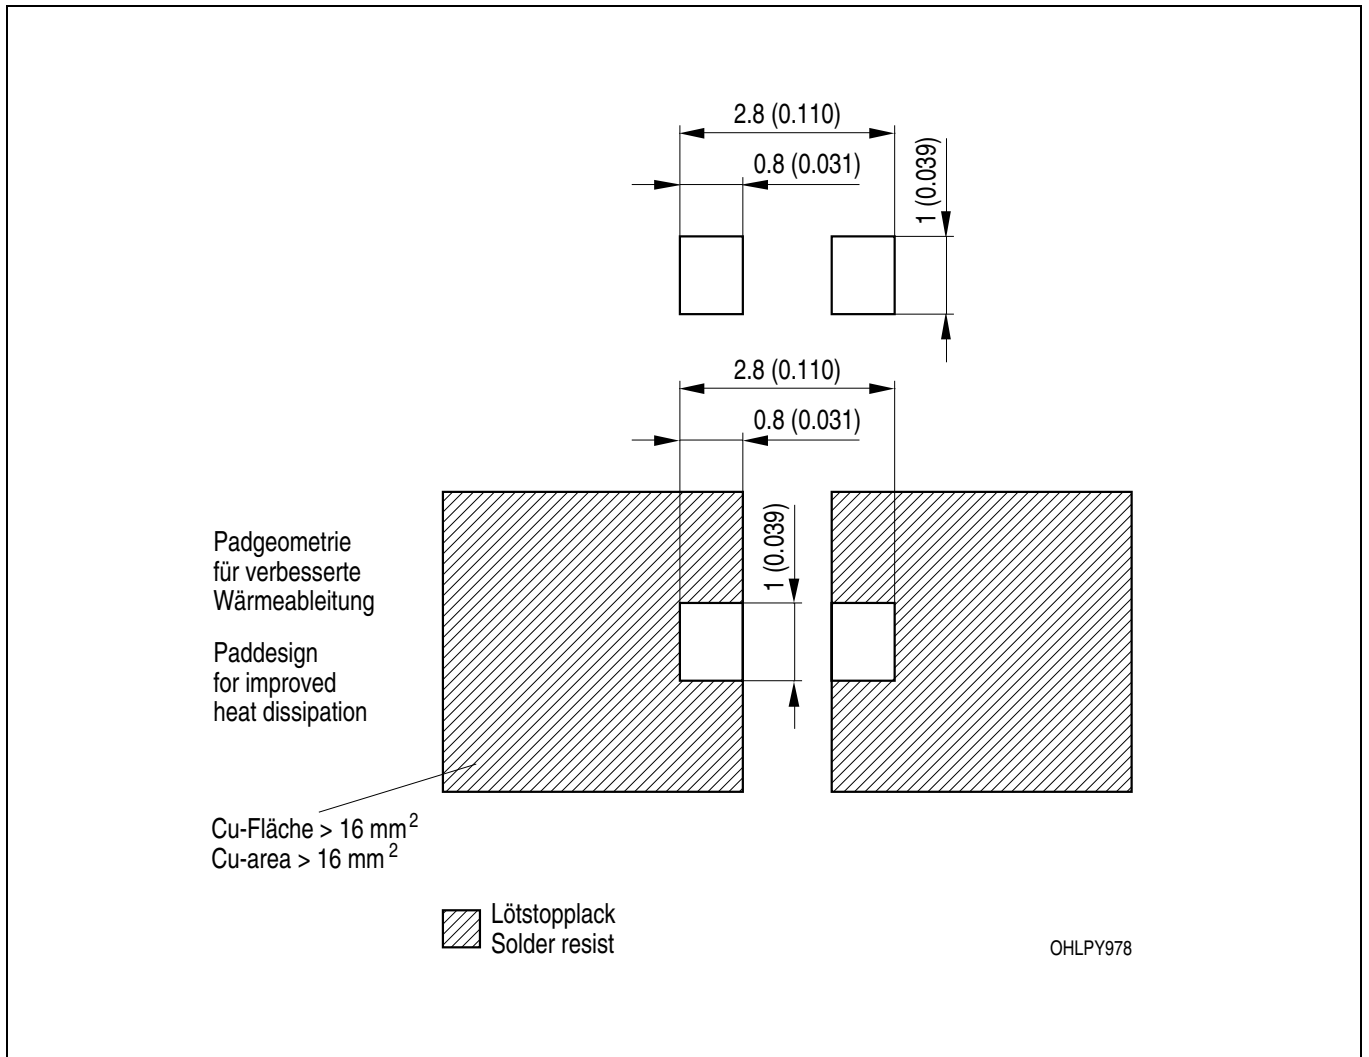 2.8 (0.110)
0.8 (0.031)
1 (0.039)
2.8 (0.110)
0.8 (0.031)
1 (0.039)
Padgeometrie
für verbesserte
Wärmeableitung
Paddesign
for improved
heat dissipation
Cu-Fläche > 16 mm²
Cu-area > 16 mm²
Lötstopplack
Solder resist
OHLPY978